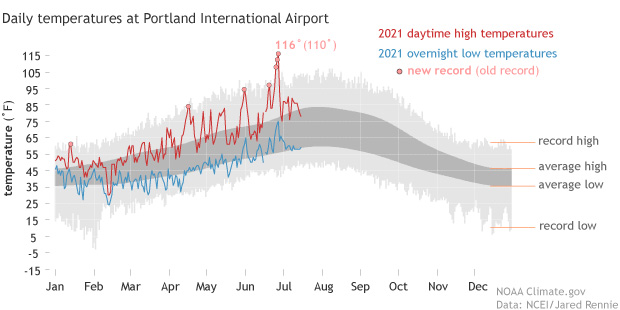 Daily temperatures at Portland International Airport
116˚(110˚)
2021 daytime high temperatures
2021 overnight low temperatures
new record (old record)
temperature (˚F)
115
105
95
85
75
65
55
45
35
25
15
5
-5
-15
record high
average high
average low
record low
Jan Feb Mar Apr May Jun Jul Aug Sep Oct Nov Dec
NOAA Climate.gov
Data: NCEI/Jared Rennie